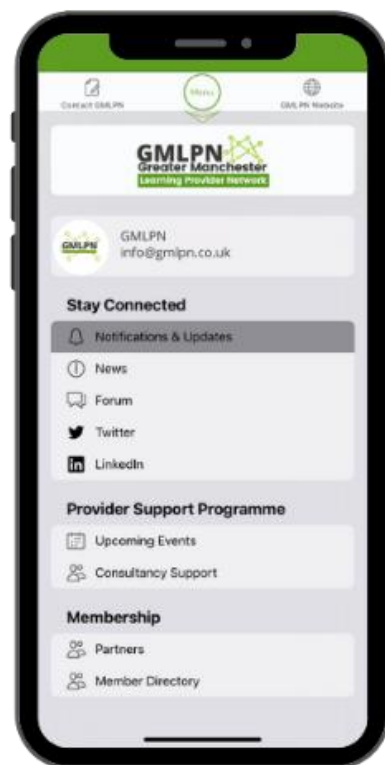 Contact GMLPN
Menu
GMLPN Website
GMLPN
Greater Manchester
Learning Provider Network
GMLPN
GMLPN
info@gmlpn.co.uk
Stay Connected
Notifications & Updates
News
Forum
Twitter
in LinkedIn
Provider Support Programme
Upcoming Events
Consultancy Support
Membership
Partners
Member Directory